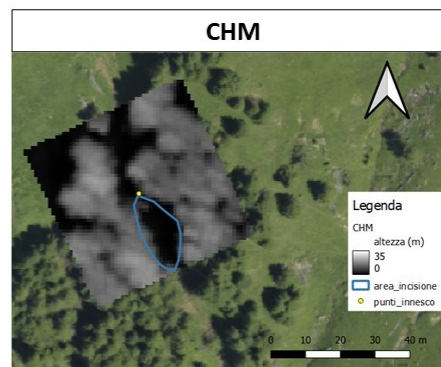 CHM
Legenda
CHM
altezza (m)
35
0
area_incisione
punti_innesco
0 10 20 30 40 m